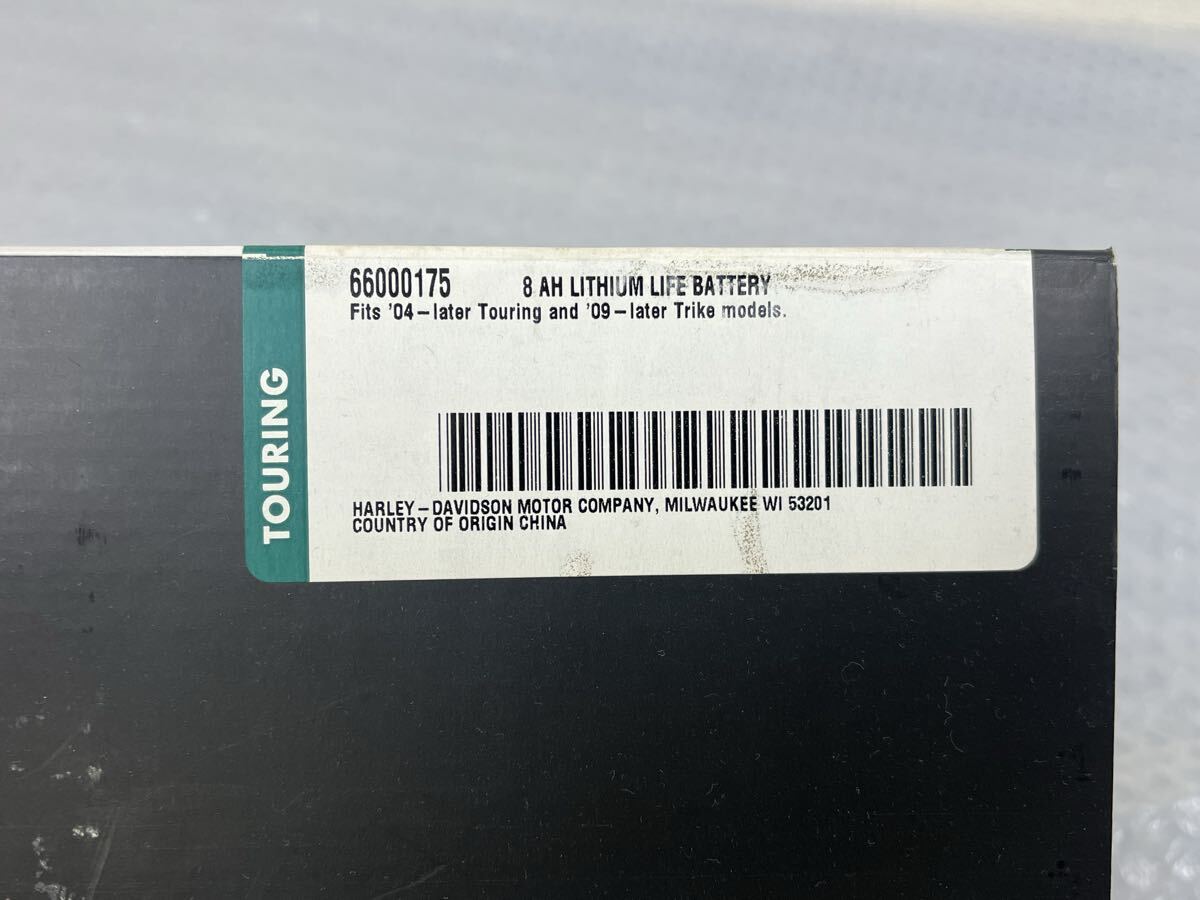 66000175 8 AH LITHIUM LIFE BATTERY
Fits '04–later Touring and '09–later Trike models.
TOURING
HARLEY–DAVIDSON MOTOR COMPANY, MILWAUKEE WI 53201
COUNTRY OF ORIGIN CHINA